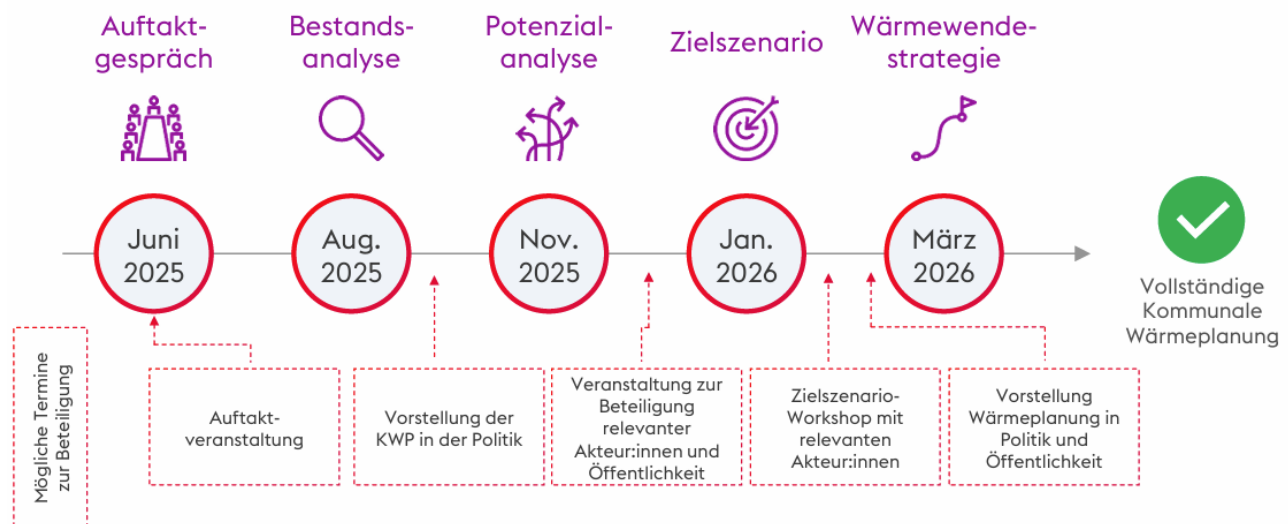 Auftakt-
gespräch
Bestands-
analyse
Potenzial-
analyse
Zielszenario
Wärmewende-
strategie
Juni
2025
Aug.
2025
Nov.
2025
Jan.
2026
März
2026
Vollständige
Kommunale
Wärmeplanung
Mögliche Termine
zur Beteiligung
Auftakt-
veranstaltung
Vorstellung der
KWP in der Politik
Veranstaltung zur
Beteiligung
relevanter
Akteur:innen und
Öffentlichkeit
Zielszenario-
Workshop mit
relevanten
Akteur:innen
Vorstellung
Wärmeplanung in
Politik und
Öffentlichkeit